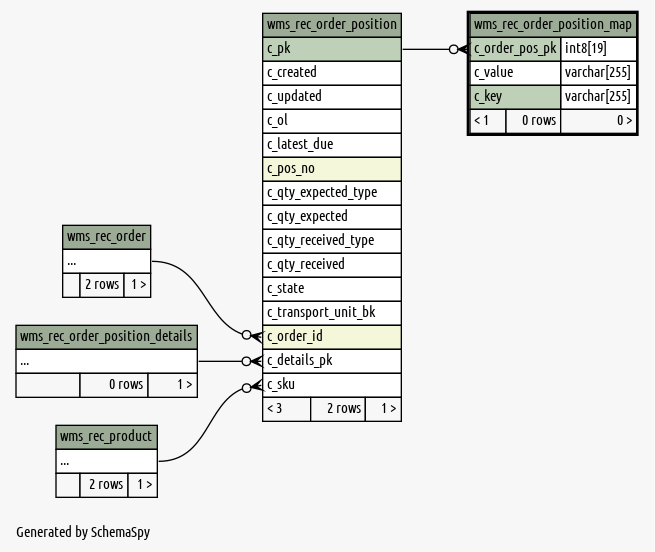 wms_rec_order_position
c_pk
c_created
c_updated
c_ol
c_latest_due
c_pos_no
c_qty_expected_type
c_qty_expected
c_qty_received_type
c_qty_received
c_state
c_transport_unit_bk
c_order_id
c_details_pk
c_sku
< 3 2 rows 1 >
wms_rec_order_position_map
c_order_pos_pk int8[19]
c_value varchar[255]
c_key varchar[255]
< 1 0 rows 0 >
wms_rec_order
...
2 rows 1 >
wms_rec_order_position_details
...
0 rows 1 >
wms_rec_product
...
2 rows 1 >
Generated by SchemaSpy